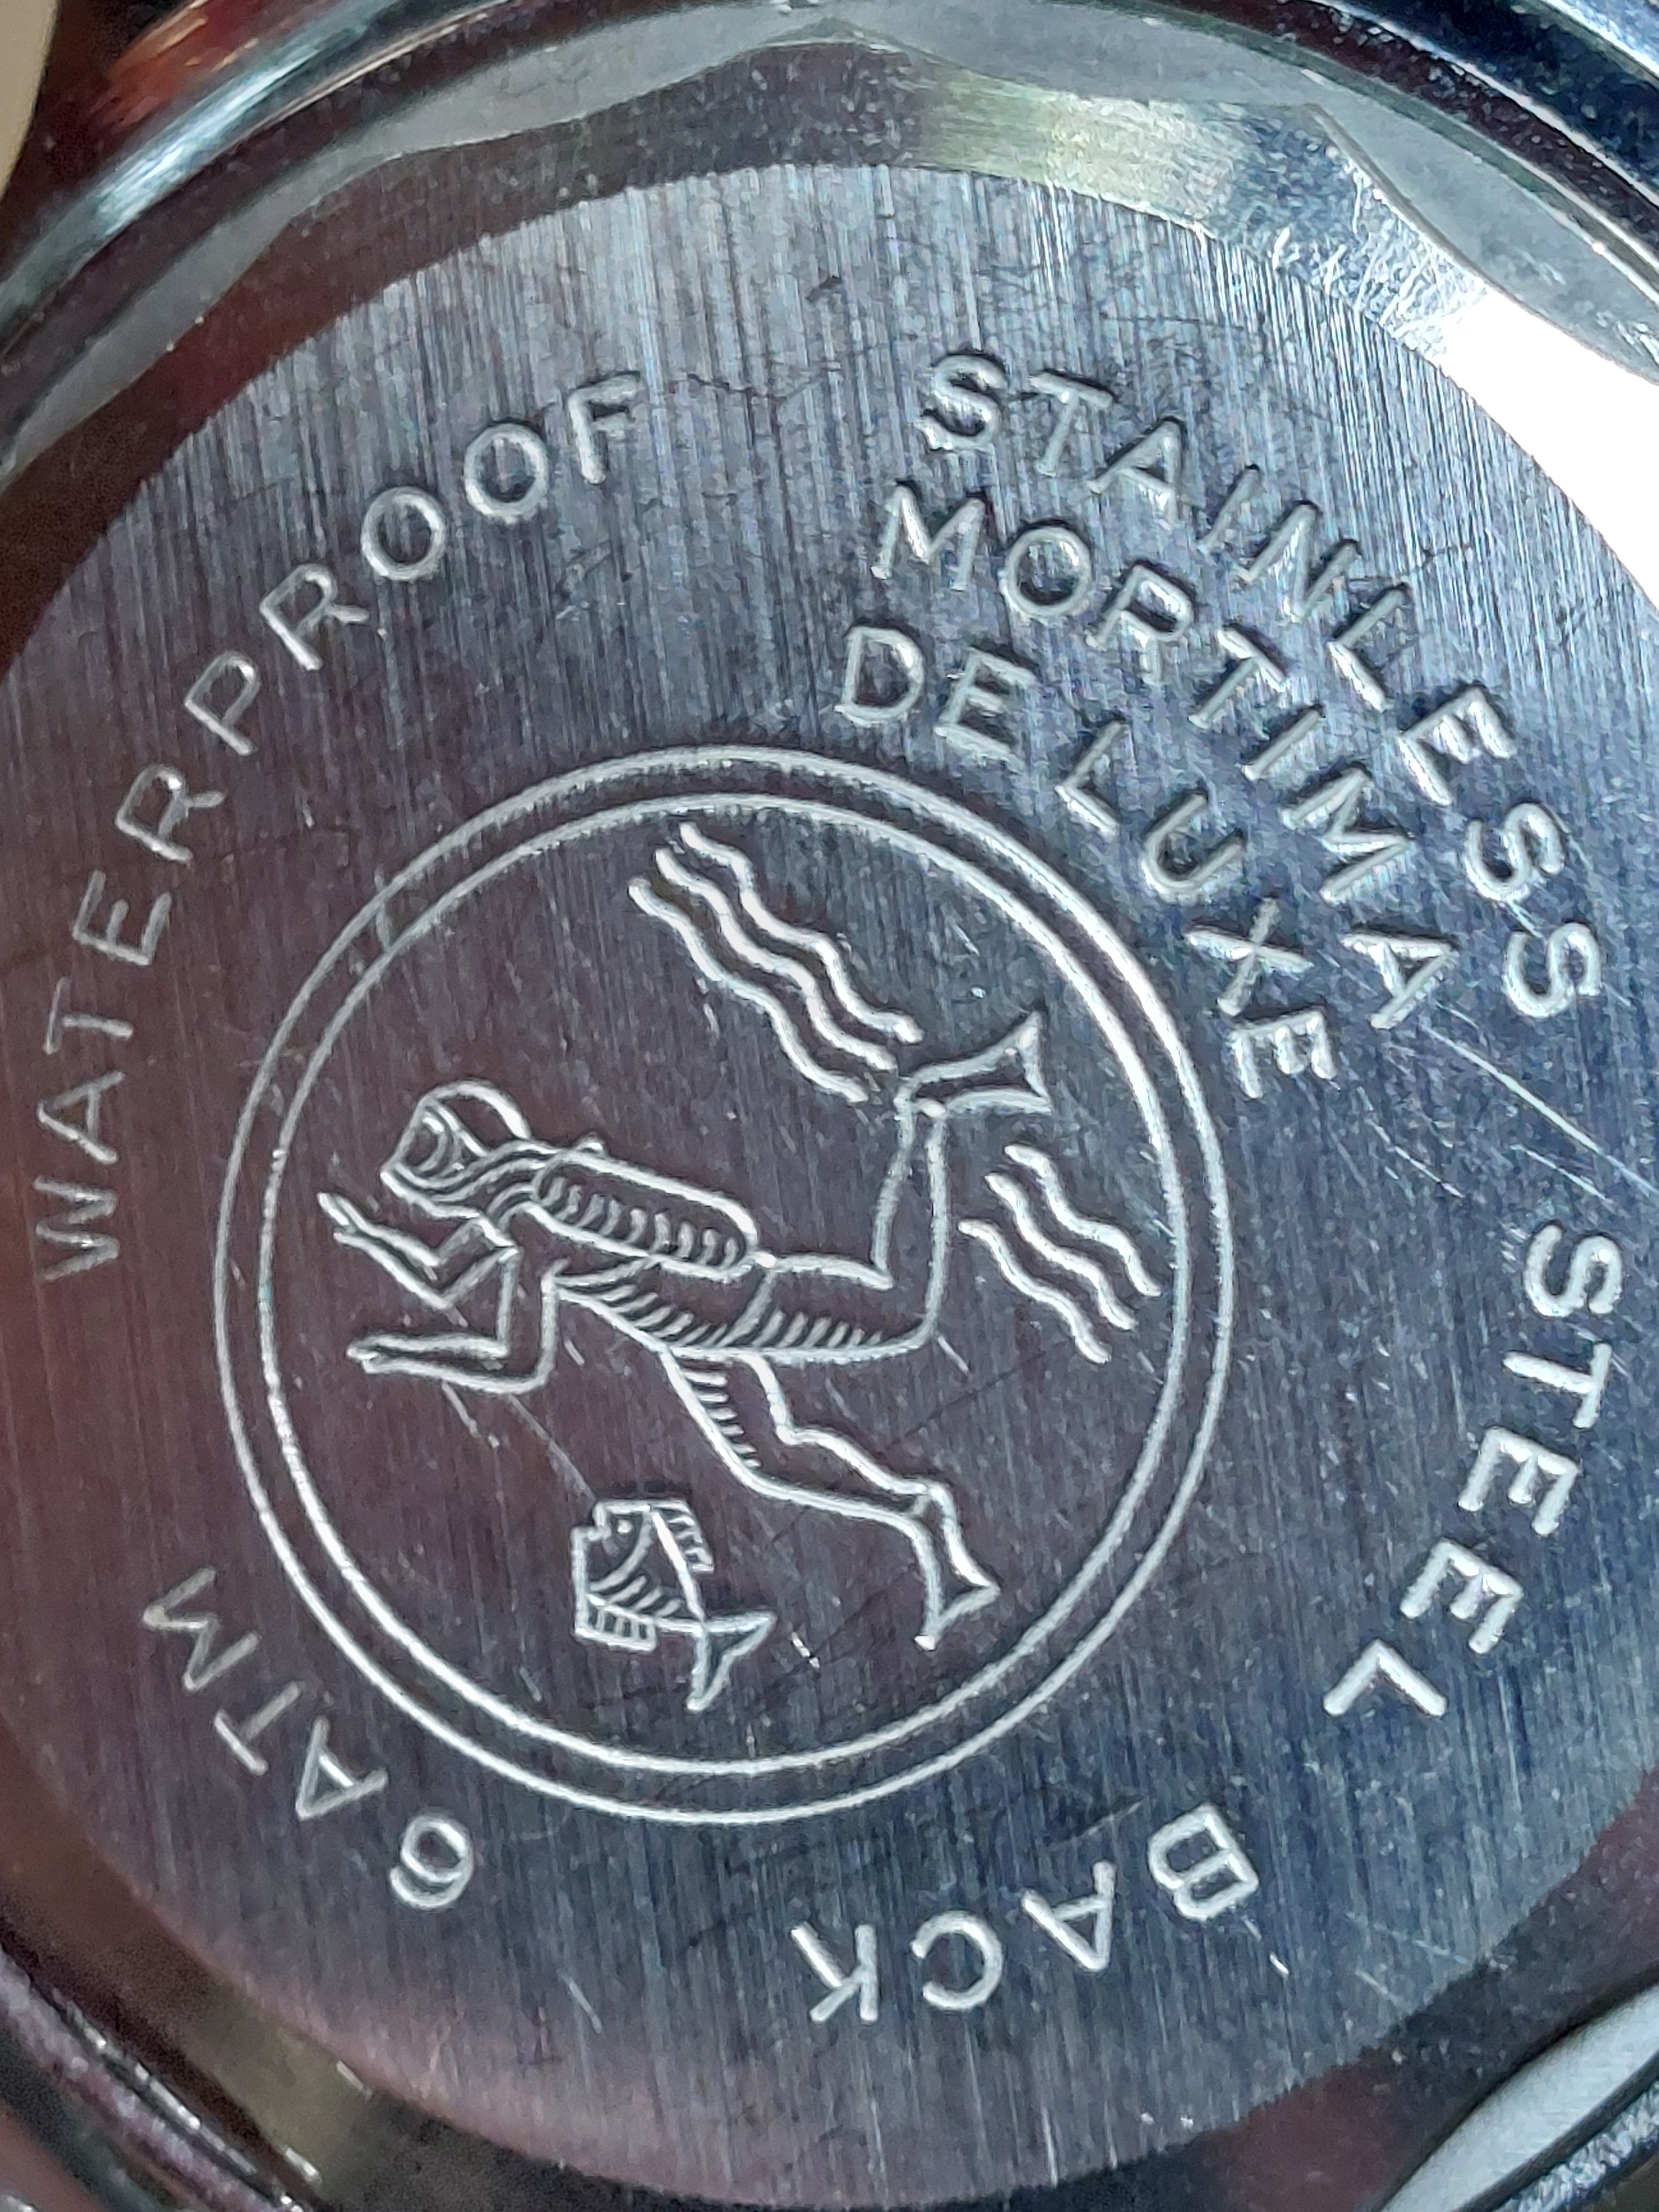 WATERPROOF
STAINLESS STEEL BACK
6 ATM
MORTIMA
DE LUXE